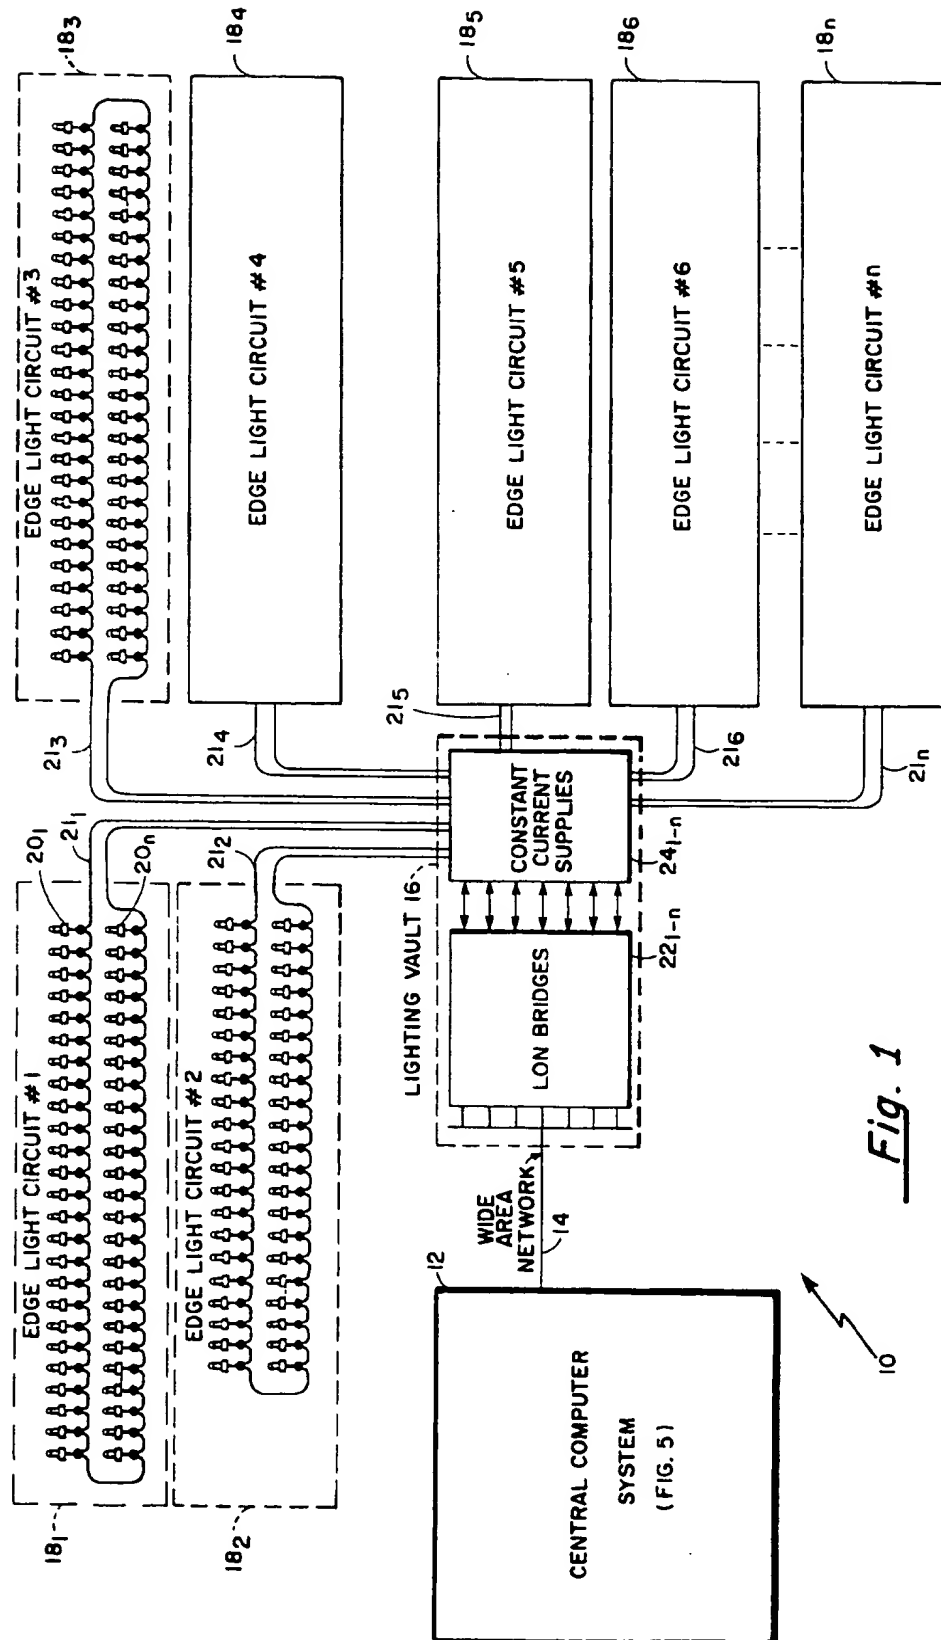 18₁
EDGE LIGHT CIRCUIT #1
20₁
20ₙ
21₁
21₃
EDGE LIGHT CIRCUIT #3
18₃
18₂
EDGE LIGHT CIRCUIT #2
21₂
21₄
EDGE LIGHT CIRCUIT #4
18₄
LIGHTING VAULT 16
12
WIDE
AREA
NETWORK
14
CENTRAL COMPUTER
SYSTEM
(FIG. 5)
LON BRIDGES
22₁₋ₙ
CONSTANT
CURRENT
SUPPLIES
24₁₋ₙ
21₅
EDGE LIGHT CIRCUIT #5
18₅
21₆
EDGE LIGHT CIRCUIT #6
18₆
21ₙ
EDGE LIGHT CIRCUIT #n
18ₙ
10
Fig. 1